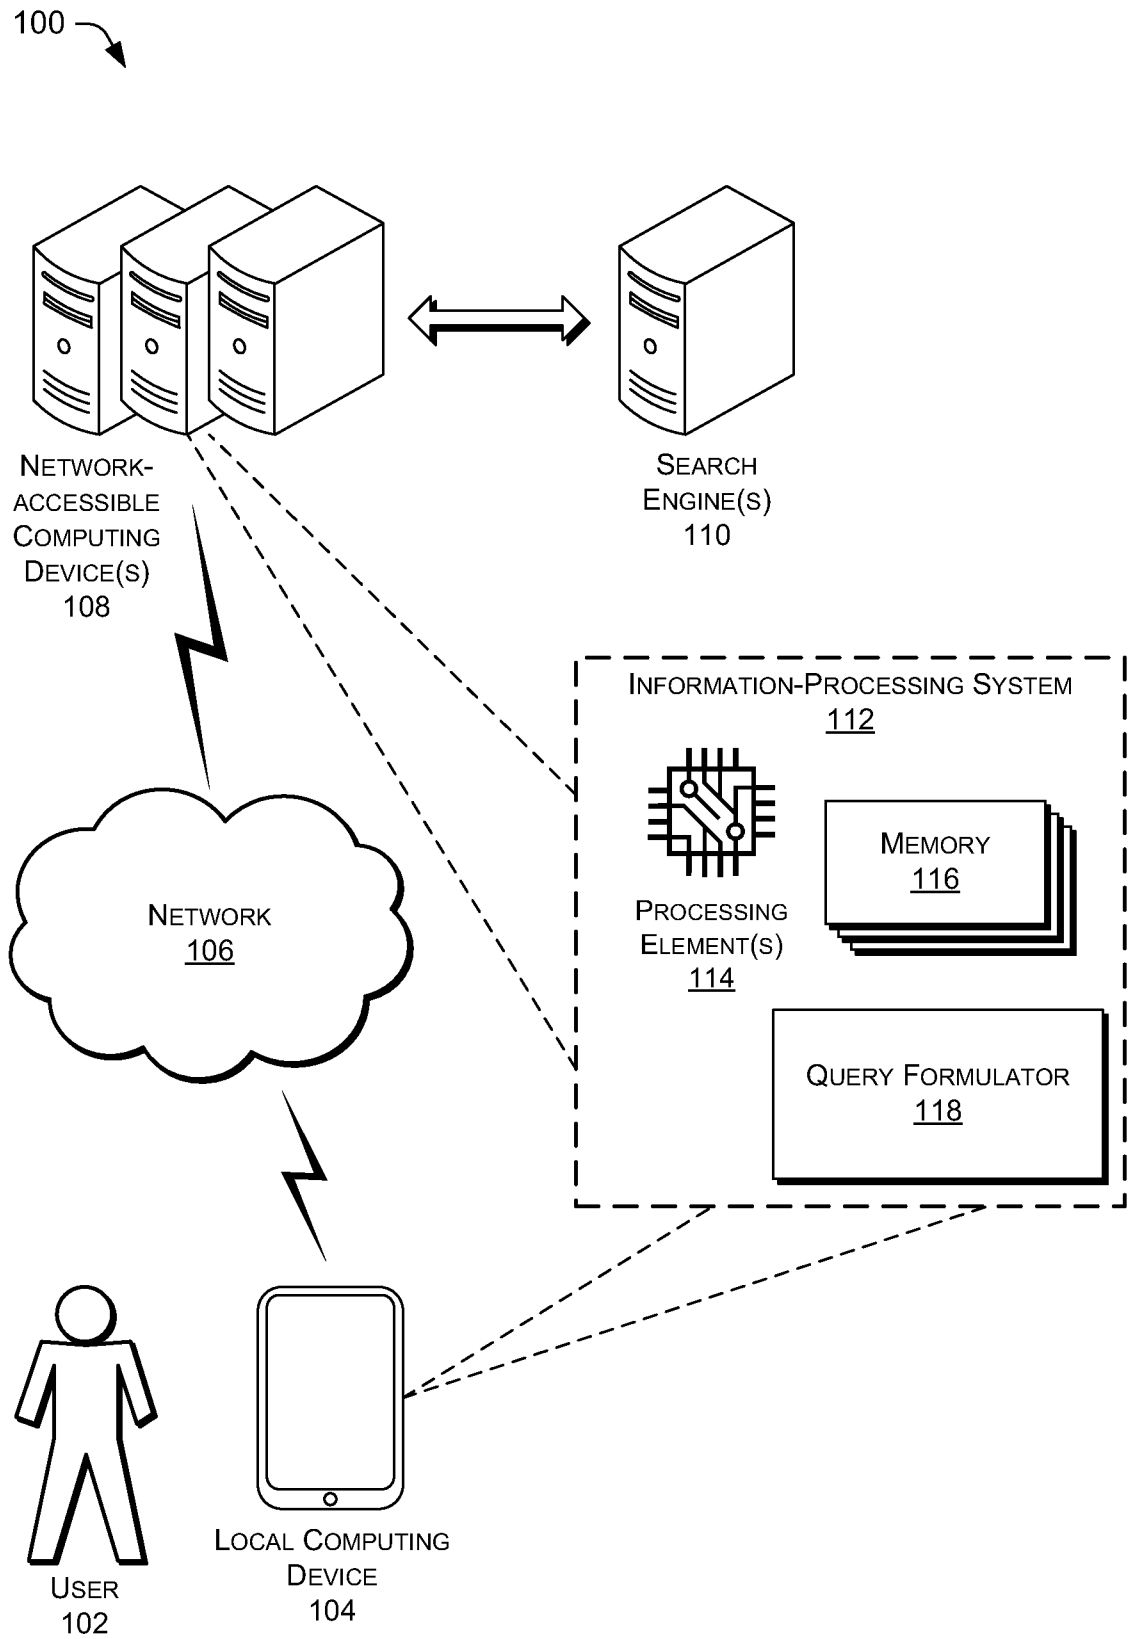 100
NETWORK-
ACCESSIBLE
COMPUTING
DEVICE(S)
108
SEARCH
ENGINE(S)
110
INFORMATION-PROCESSING SYSTEM
112
PROCESSING
ELEMENT(S)
114
MEMORY
116
NETWORK
106
QUERY FORMULATOR
118
USER
102
LOCAL COMPUTING
DEVICE
104